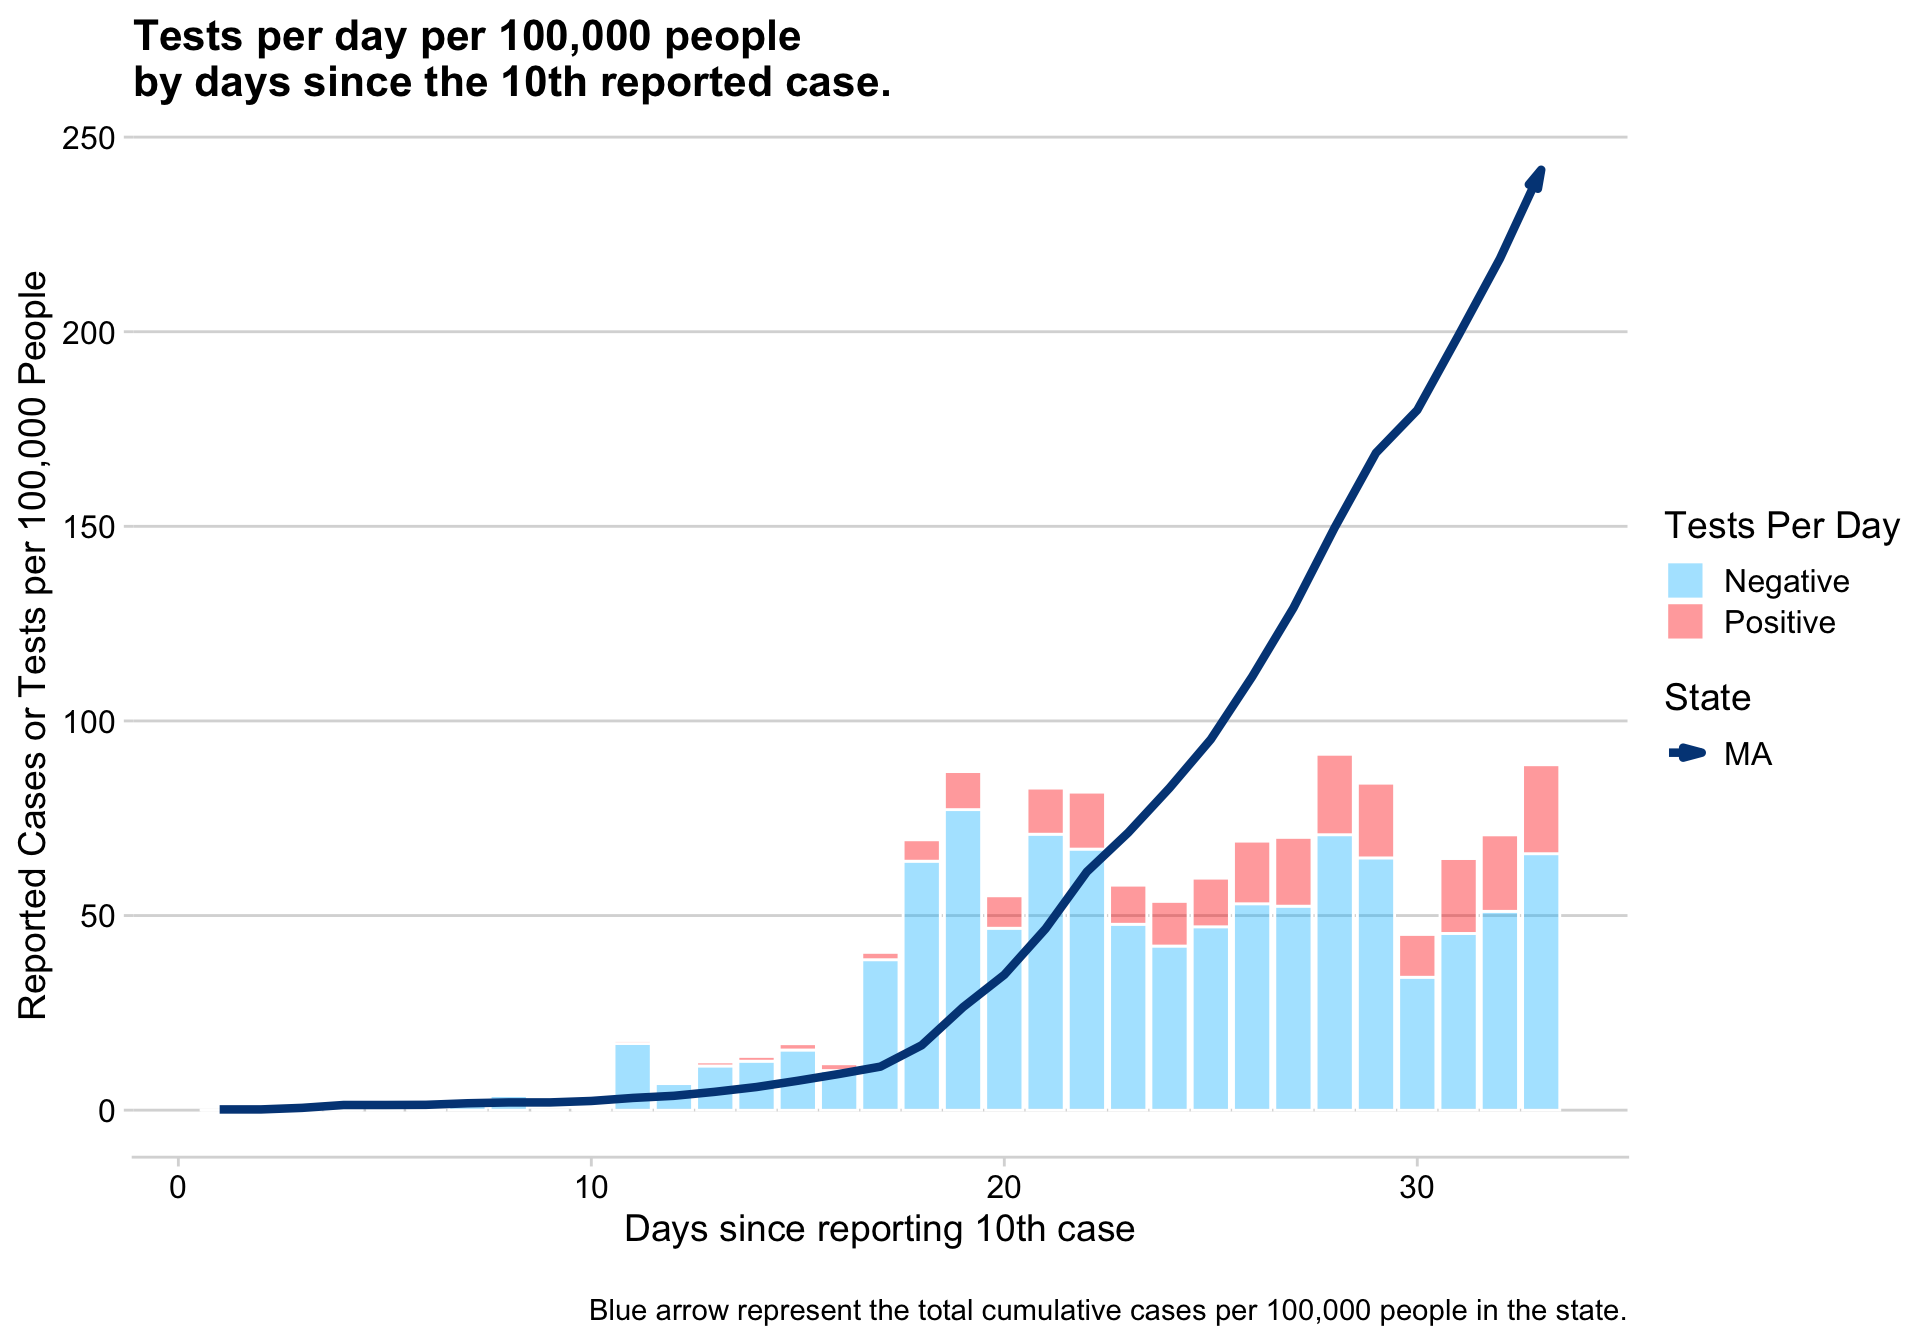 Tests per day per 100,000 people
by days since the 10th reported case.
Reported Cases or Tests per 100,000 People
250
200
150
100
50
0
0
10
20
30
Days since reporting 10th case
Tests Per Day
Negative
Positive
State
MA
Blue arrow represent the total cumulative cases per 100,000 people in the state.